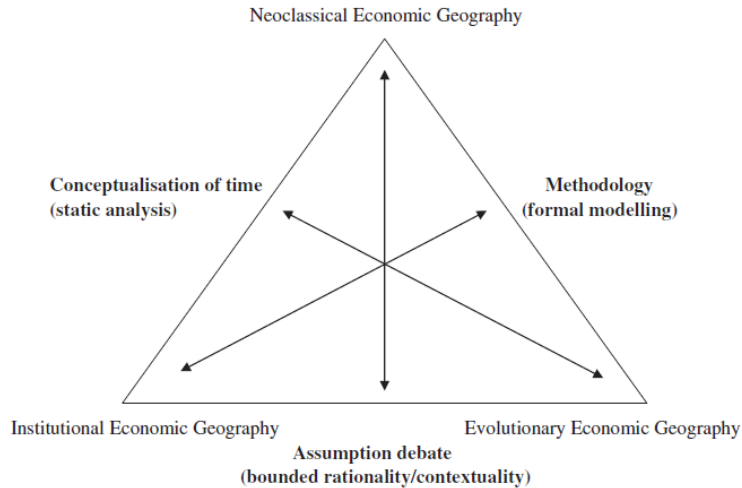 Neoclassical Economic Geography
Conceptualisation of time
(static analysis)
Methodology
(formal modelling)
Institutional Economic Geography
Evolutionary Economic Geography
Assumption debate
(bounded rationality/contextuality)